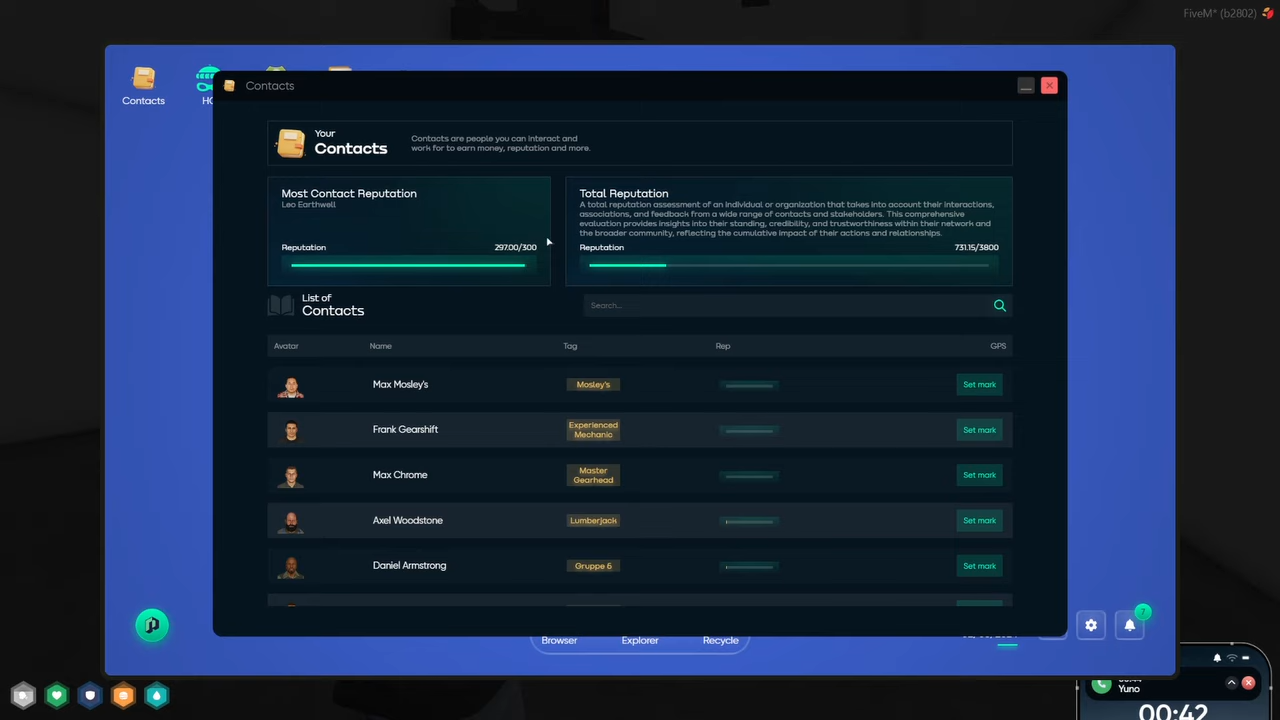 FiveM* (b2802)
Contacts
Contacts
Your
Contacts
Contacts are people you can interact and
work for to earn money, reputation and more.
Most Contact Reputation
Leo Earthwell
Reputation
297.00/300
Total Reputation
A total reputation assessment of an individual or organization that takes into account their interactions,
associations, and feedback from a wide range of contacts and stakeholders. This comprehensive
evaluation provides insights into their standing, credibility, and trustworthiness within their network and
the broader community, reflecting the cumulative impact of their actions and relationships.
Reputation
731.15/3800
List of
Contacts
Search...
Avatar Name Tag Rep GPS
Max Mosley's Mosley's Set mark
Frank Gearshift Experienced Mechanic Set mark
Max Chrome Master Gearhead Set mark
Axel Woodstone Lumberjack Set mark
Daniel Armstrong Gruppe 6 Set mark
Browser Explorer Recycle
Yuno
00:42